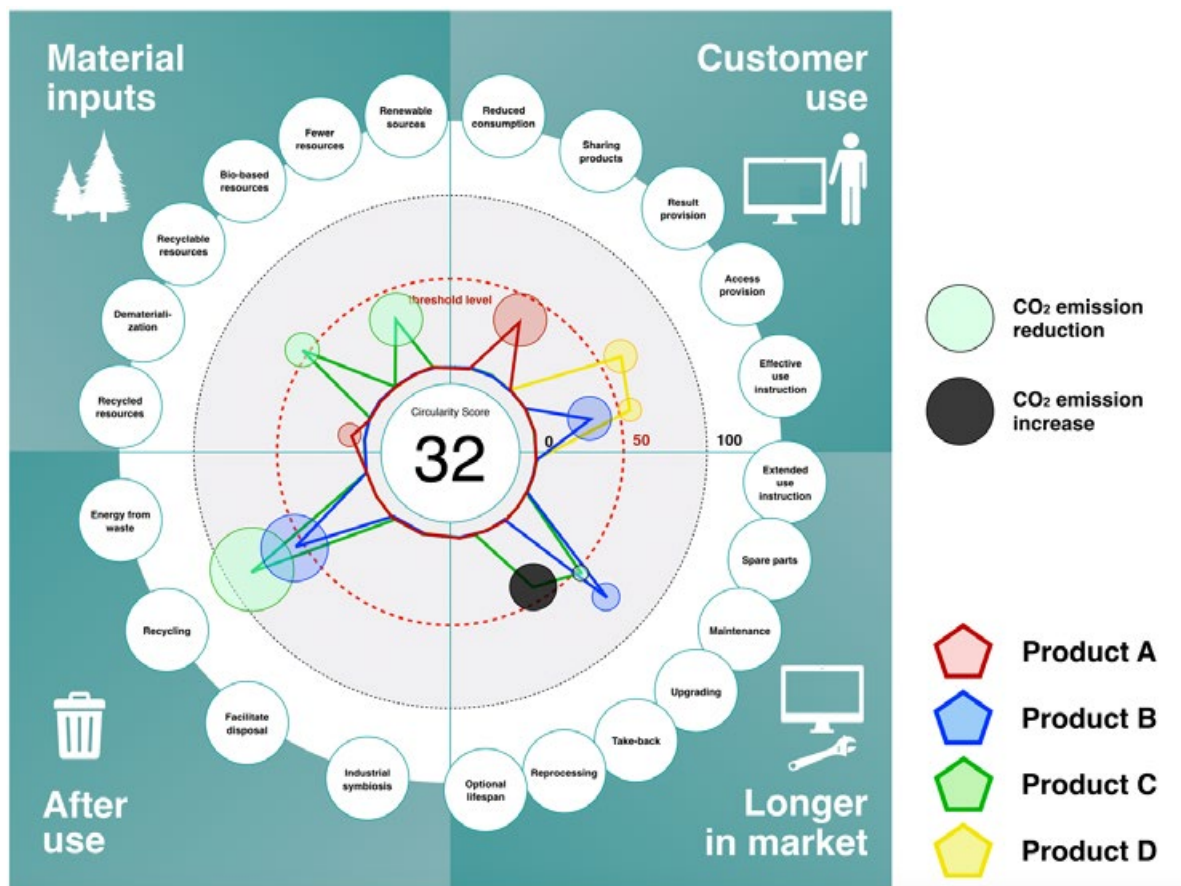 Material
inputs
Customer
use
Renewable
sources
Reduced
consumption
Fewer
resources
Sharing
products
Bio-based
resources
Result
provision
Recyclable
resources
Access
provision
Demateriali-
zation
Effective
use
instruction
Recycled
resources
threshold level
Circularity Score
32
0
50
100
Extended
use
instruction
Energy from
waste
Spare parts
Recycling
Maintenance
Upgrading
Facilitate
disposal
Take-back
Industrial
symbiosis
Optional
lifespan
Reprocessing
After
use
Longer
in market
CO₂ emission
reduction
CO₂ emission
increase
Product A
Product B
Product C
Product D